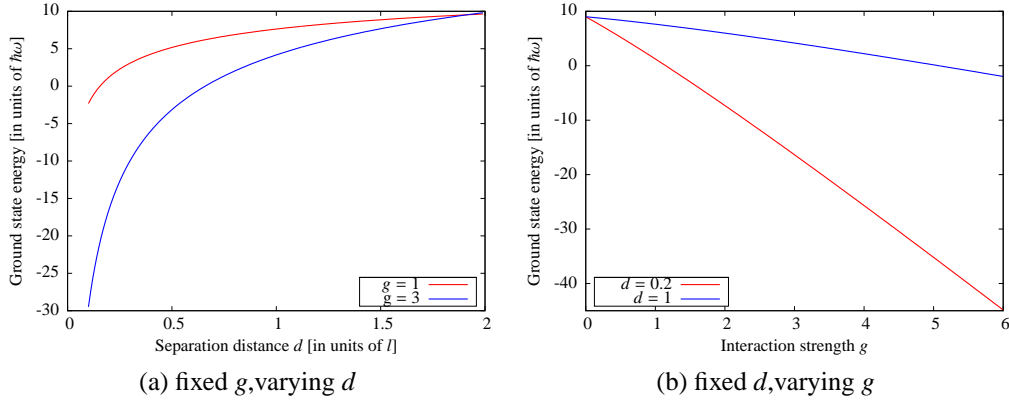 Ground state energy [in units of ℏω]
10
5
0
-5
-10
-15
-20
-25
-30
0 0.5 1 1.5 2
Separation distance d [in units of l]
g = 1
g = 3
(a) fixed g,varying d
Ground state energy [in units of ℏω]
10
0
-10
-20
-30
-40
0 1 2 3 4 5 6
Interaction strength g
d = 0.2
d = 1
(b) fixed d,varying g